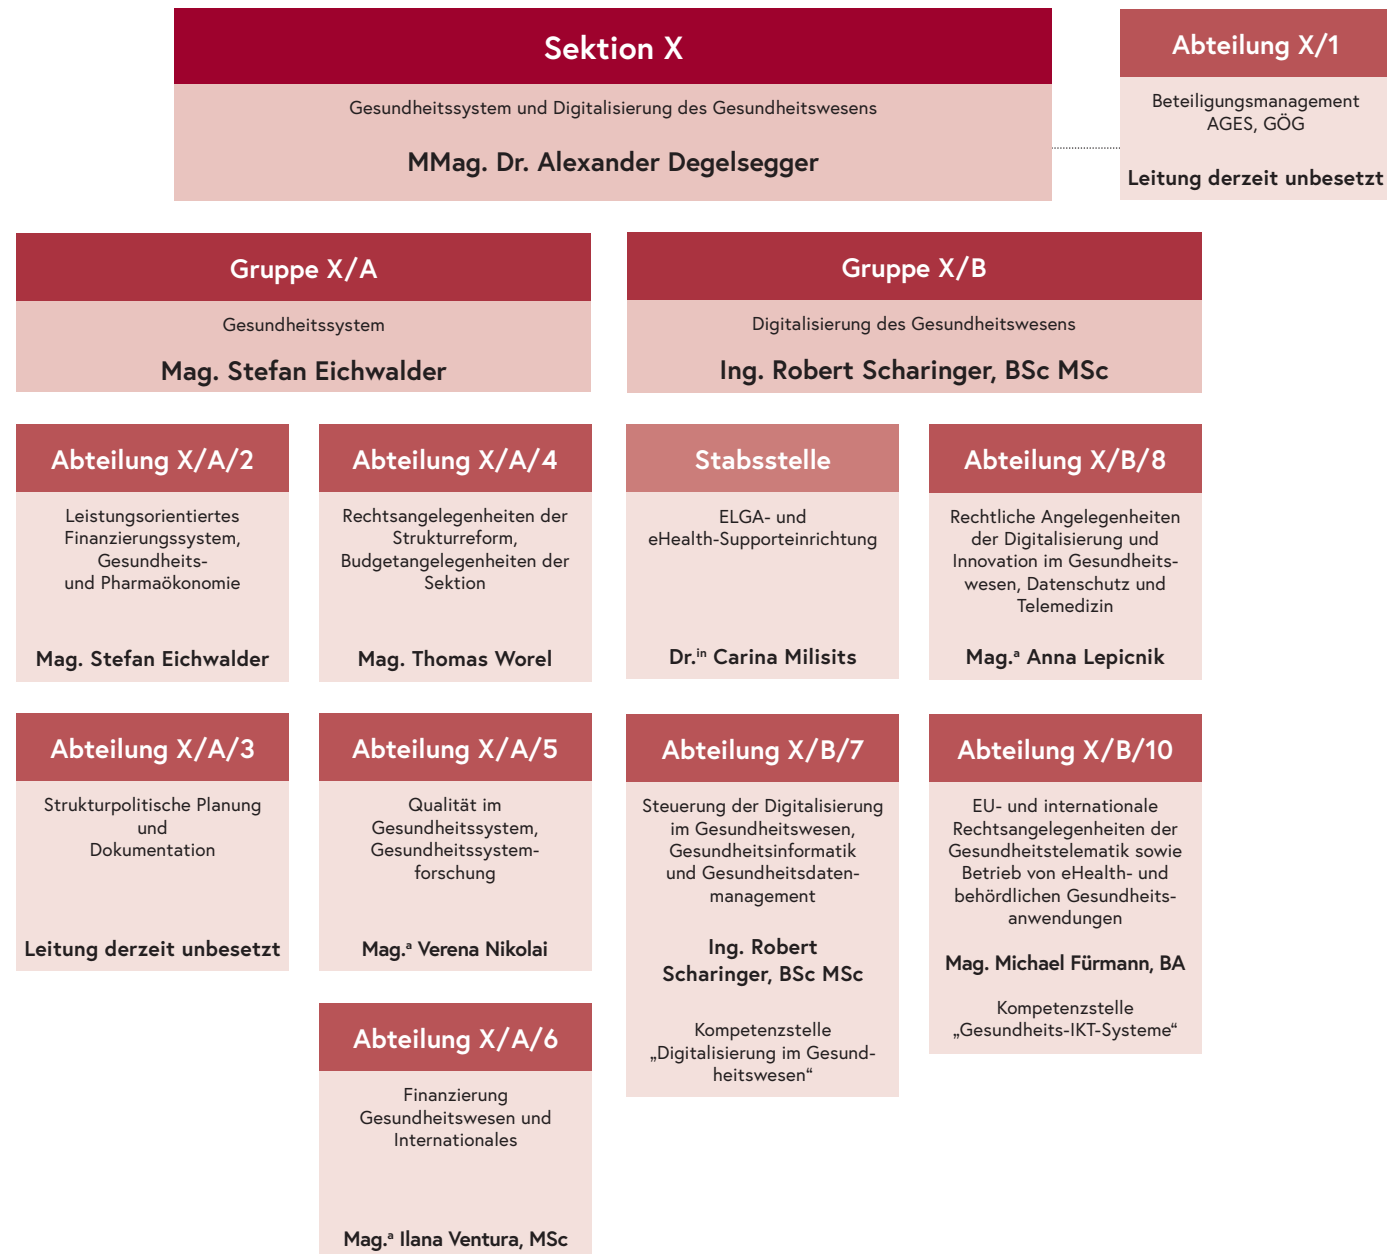 Sektion X
Gesundheitssystem und Digitalisierung des Gesundheitswesens
MMag. Dr. Alexander Degelsegger
Abteilung X/1
Beteiligungsmanagement
AGES, GÖG
Leitung derzeit unbesetzt
Gruppe X/A
Gesundheitssystem
Mag. Stefan Eichwalder
Gruppe X/B
Digitalisierung des Gesundheitswesens
Ing. Robert Scharinger, BSc MSc
Abteilung X/A/2
Leistungsorientiertes
Finanzierungssystem,
Gesundheits-
und Pharmaökonomie
Mag. Stefan Eichwalder
Abteilung X/A/4
Rechtsangelegenheiten der
Strukturreform,
Budgetangelegenheiten der
Sektion
Mag. Thomas Worel
Stabsstelle
ELGA- und
eHealth-Supporteinrichtung
Dr.ⁱⁿ Carina Milisits
Abteilung X/B/8
Rechtliche Angelegenheiten
der Digitalisierung und
Innovation im Gesundheits-
wesen, Datenschutz und
Telemedizin
Mag.ᵃ Anna Lepicnik
Abteilung X/A/3
Strukturpolitische Planung
und
Dokumentation
Leitung derzeit unbesetzt
Abteilung X/A/5
Qualität im
Gesundheitssystem,
Gesundheitssystem-
forschung
Mag.ᵃ Verena Nikolai
Abteilung X/B/7
Steuerung der Digitalisierung
im Gesundheitswesen,
Gesundheitsinformatik
und Gesundheitsdaten-
management
Ing. Robert
Scharinger, BSc MSc
Kompetenzstelle
„Digitalisierung im Gesund-
heitswesen“
Abteilung X/B/10
EU- und internationale
Rechtsangelegenheiten der
Gesundheitstelematik sowie
Betrieb von eHealth- und
behördlichen Gesundheits-
anwendungen
Mag. Michael Fürmann, BA
Kompetenzstelle
„Gesundheits-IKT-Systeme“
Abteilung X/A/6
Finanzierung
Gesundheitswesen und
Internationales
Mag.ᵃ Ilana Ventura, MSc